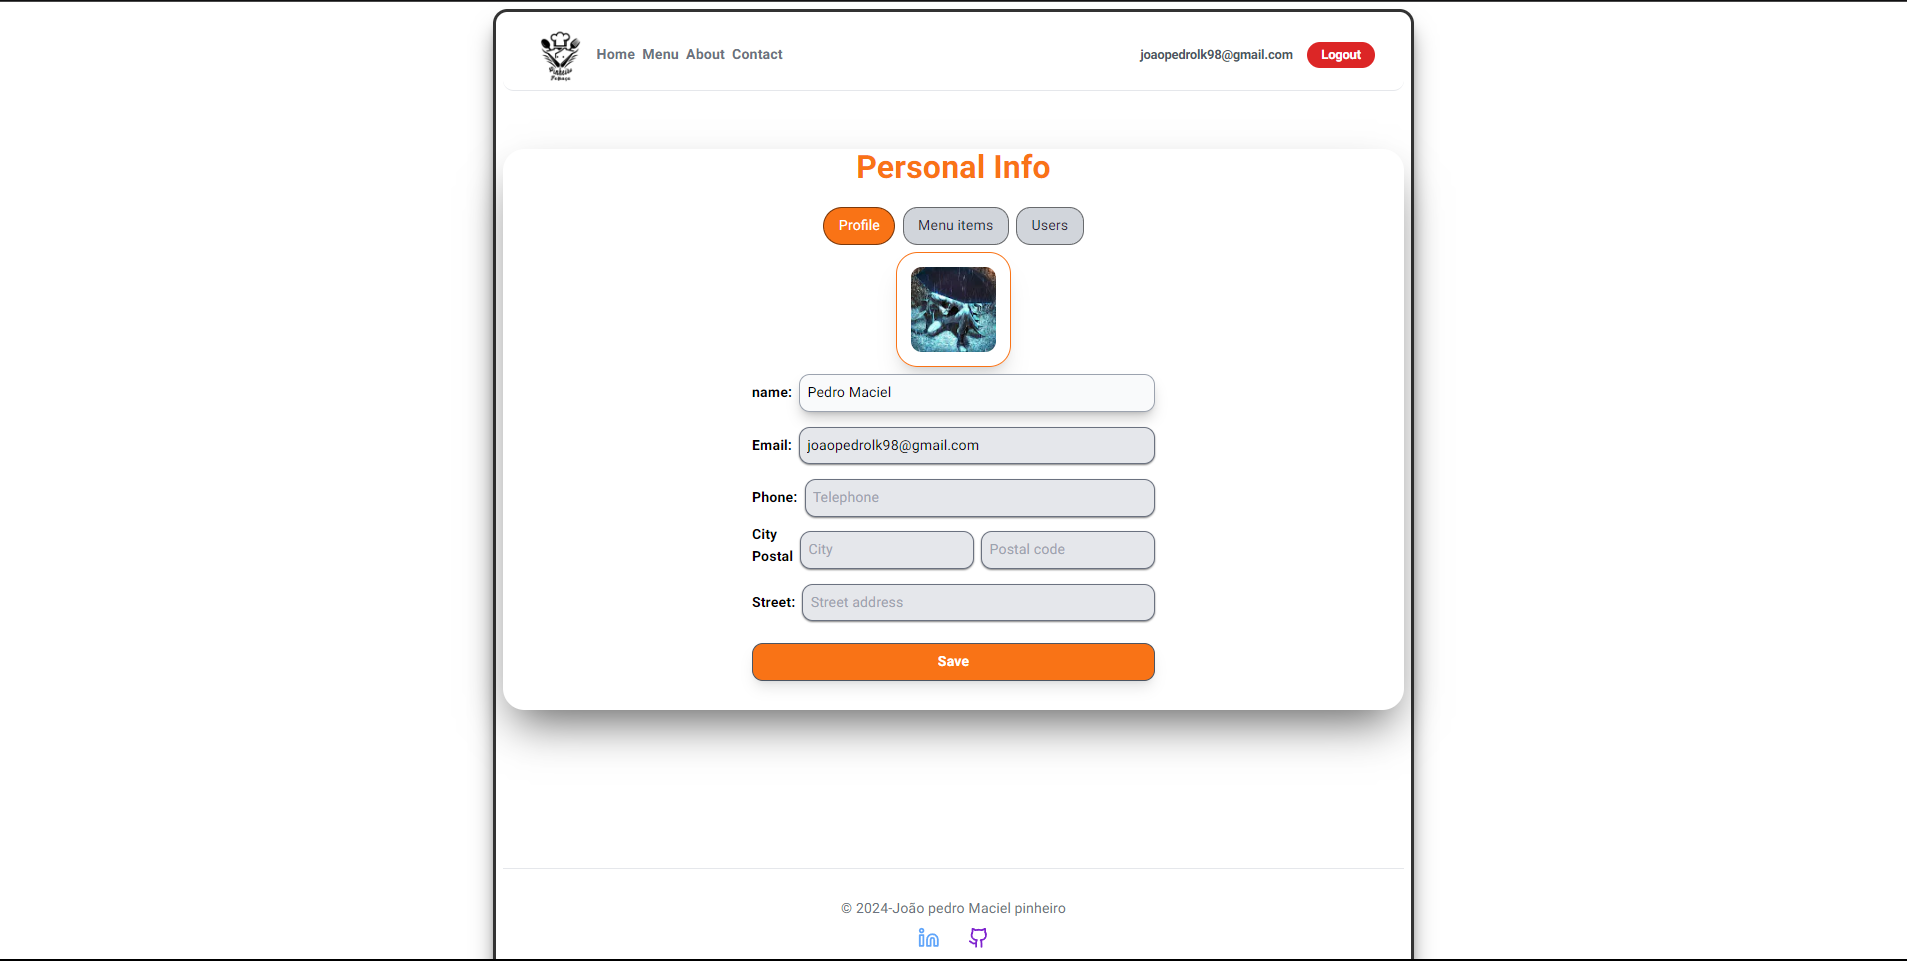 Home Menu About Contact
joaopedrolk98@gmail.com
Logout
Personal Info
Profile
Menu items
Users
name:
Pedro Maciel
Email:
joaopedrolk98@gmail.com
Phone:
Telephone
City
Postal
City
Postal code
Street:
Street address
Save
© 2024-João pedro Maciel pinheiro